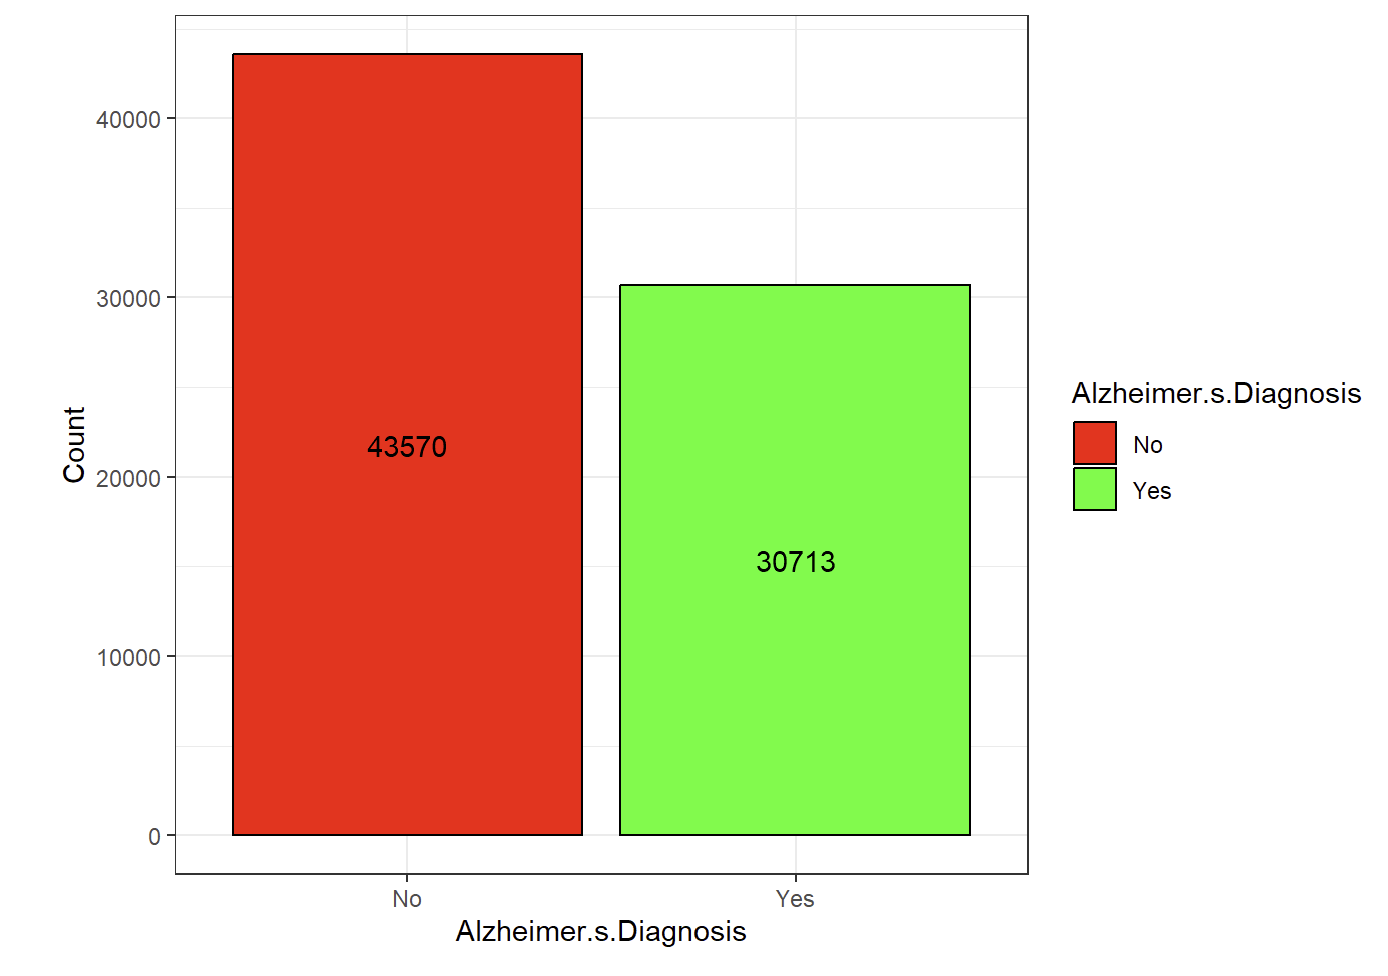 40000
30000
20000
10000
0
Count
43570
30713
No
Yes
Alzheimer.s.Diagnosis
Alzheimer.s.Diagnosis
No
Yes